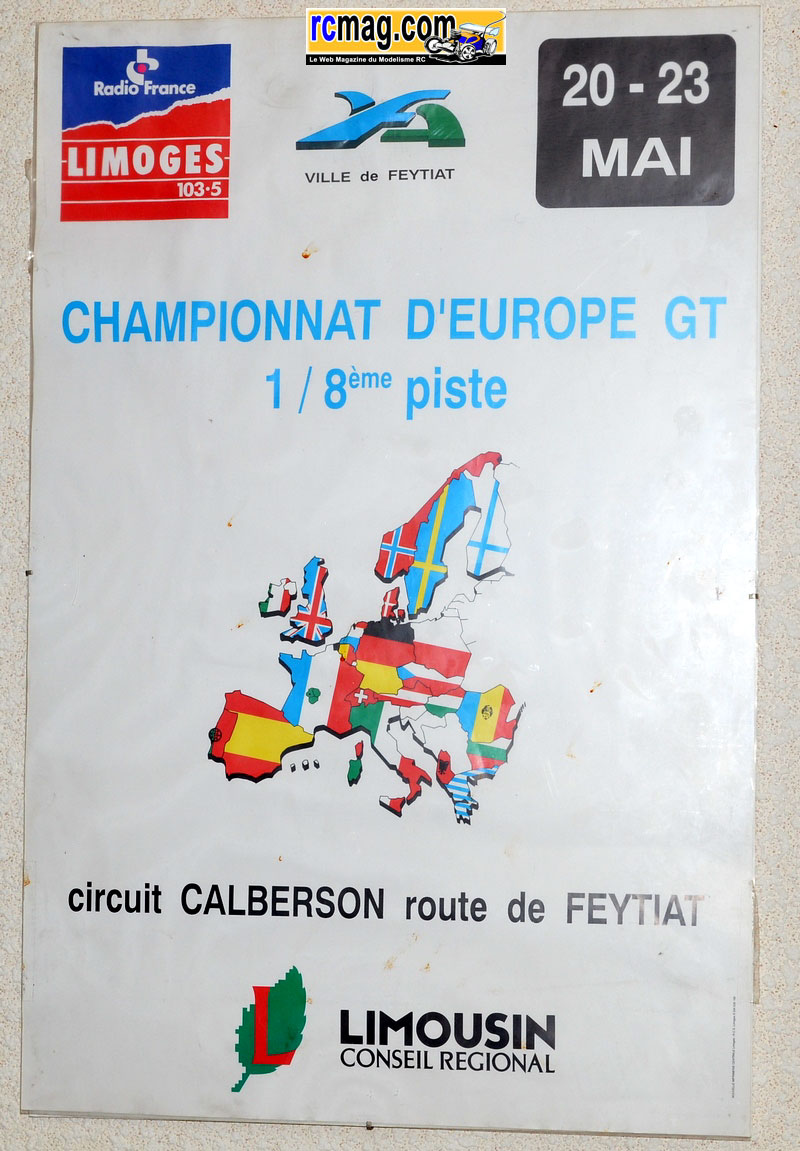 rcmag.com
Le Web Magazine du Modelisme RC
Radio France
LIMOGES
103·5
VILLE de FEYTIAT
20 - 23
MAI
CHAMPIONNAT D'EUROPE GT
1 / 8ème piste
circuit CALBERSON route de FEYTIAT
L
LIMOUSIN
CONSEIL REGIONAL